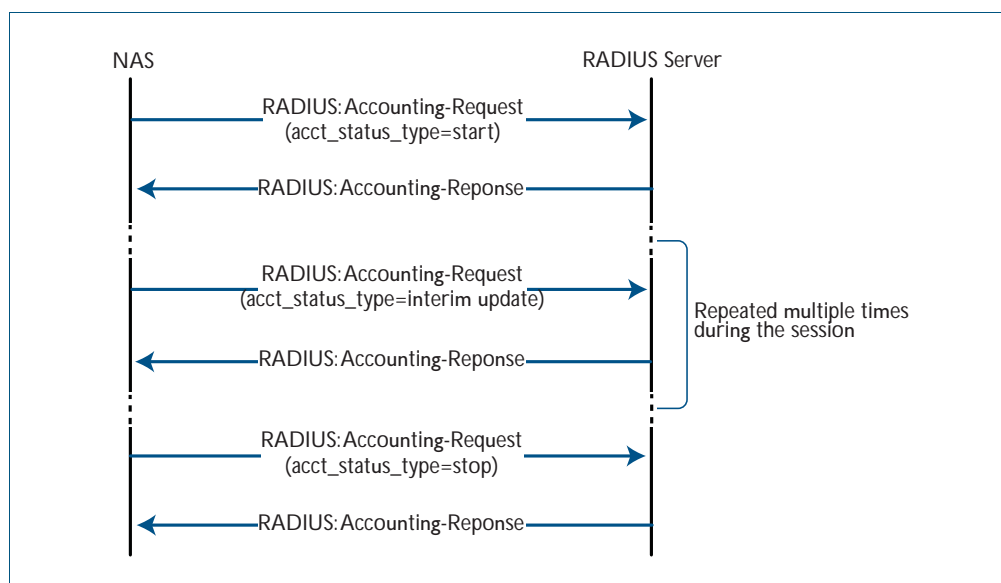 NAS
RADIUS Server
RADIUS: Accounting-Request
(acct_status_type=start)
RADIUS: Accounting-Reponse
RADIUS: Accounting-Request
(acct_status_type=interim update)
Repeated multiple times
during the session
RADIUS: Accounting-Reponse
RADIUS: Accounting-Request
(acct_status_type=stop)
RADIUS: Accounting-Reponse